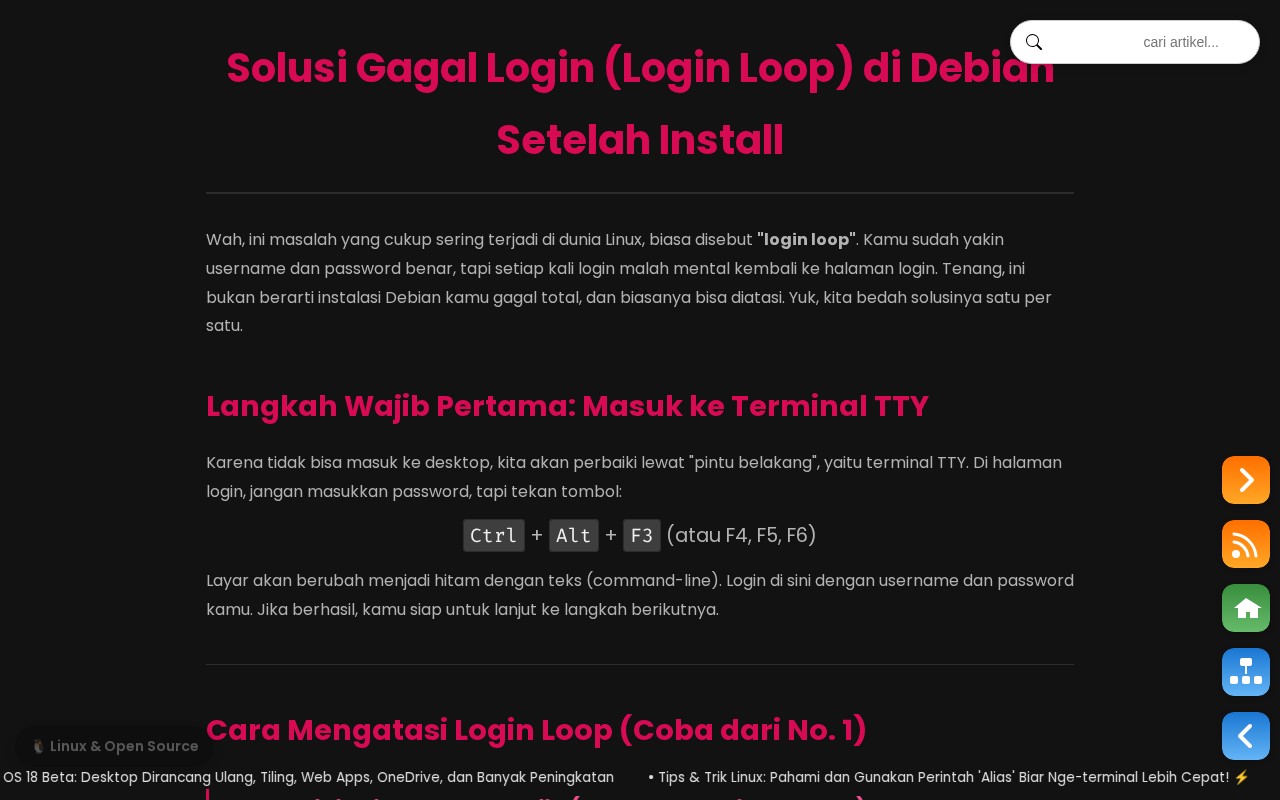 cari artikel...
Solusi Gagal Login (Login Loop) di Debian
Setelah Install
Wah, ini masalah yang cukup sering terjadi di dunia Linux, biasa disebut "login loop". Kamu sudah yakin
username dan password benar, tapi setiap kali login malah mental kembali ke halaman login. Tenang, ini
bukan berarti instalasi Debian kamu gagal total, dan biasanya bisa diatasi. Yuk, kita bedah solusinya satu per
satu.
Langkah Wajib Pertama: Masuk ke Terminal TTY
Karena tidak bisa masuk ke desktop, kita akan perbaiki lewat "pintu belakang", yaitu terminal TTY. Di halaman
login, jangan masukkan password, tapi tekan tombol:
Ctrl + Alt + F3 (atau F4, F5, F6)
Layar akan berubah menjadi hitam dengan teks (command-line). Login di sini dengan username dan password
kamu. Jika berhasil, kamu siap untuk lanjut ke langkah berikutnya.
Cara Mengatasi Login Loop (Coba dari No. 1)
🐧 Linux & Open Source
OS 18 Beta: Desktop Dirancang Ulang, Tiling, Web Apps, OneDrive, dan Banyak Peningkatan • Tips & Trik Linux: Pahami dan Gunakan Perintah 'Alias' Biar Nge-terminal Lebih Cepat! ⚡